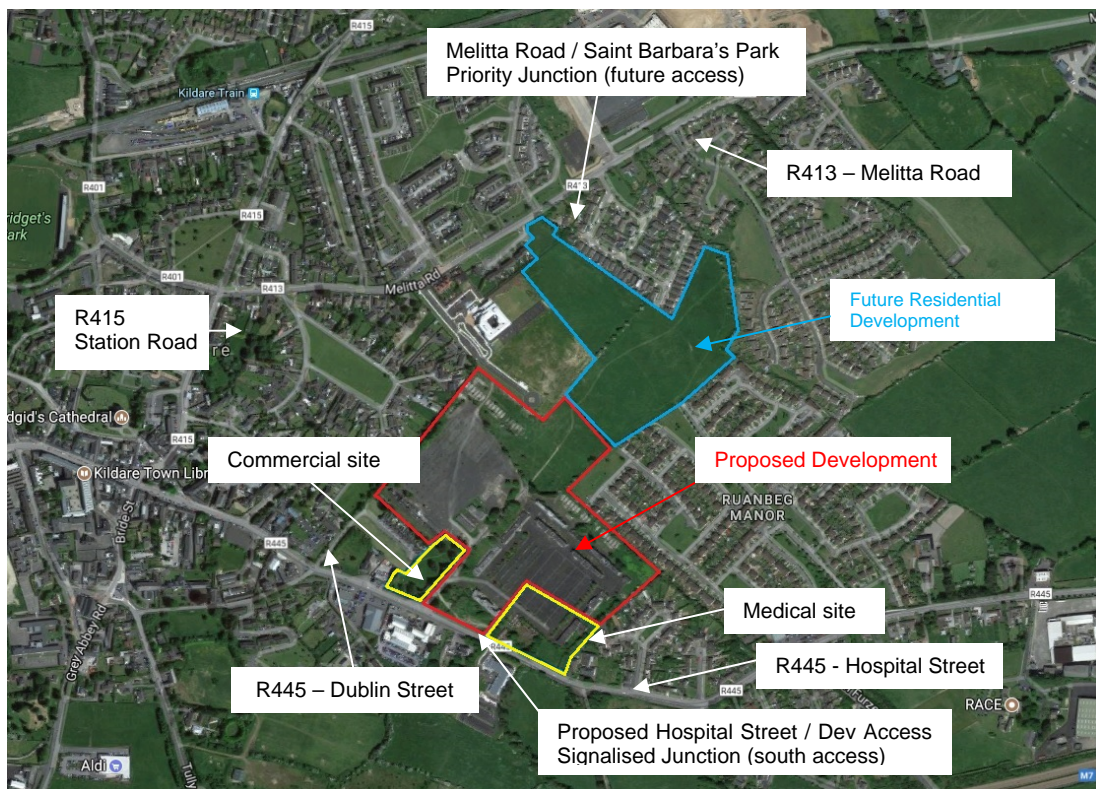 R415
Melitta Road / Saint Barbara's Park
Priority Junction (future access)
Kildare Train
R413 – Melitta Road
R401
R413
R415
R401
Melitta Rd
R413
Future Residential
Development
R415
Station Road
R415
Commercial site
Proposed Development
Kildare Town Libr
RUANBEG
MANOR
Bride St
R445
Medical site
R445
Grey Abbey Rd
R445
R445 - Hospital Street
R445 – Dublin Street
R445
RACE
Proposed Hospital Street / Dev Access
Signalised Junction (south access)
Aldi
Tully
M7